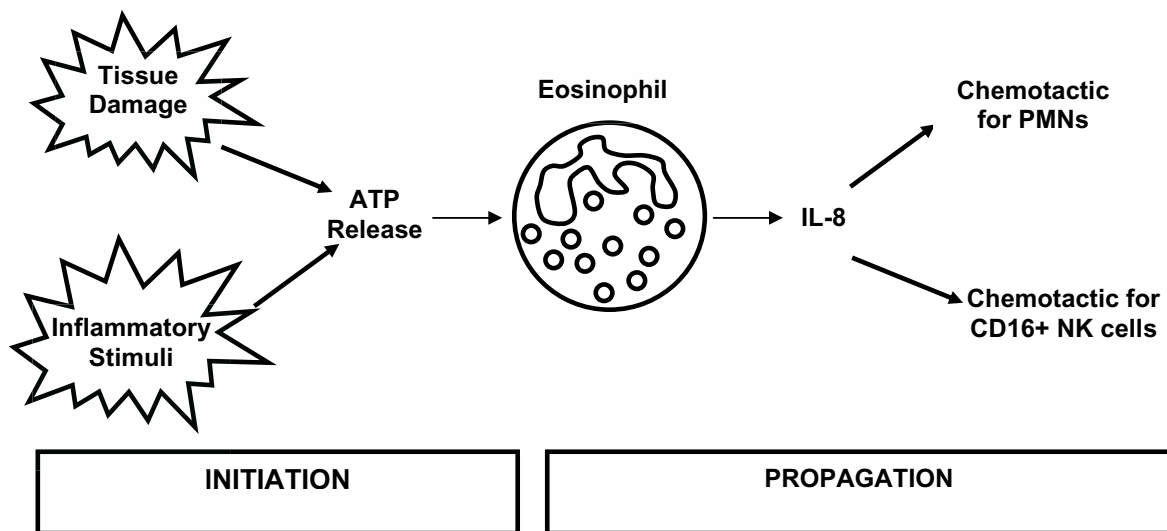 Tissue
Damage
Inflammatory
Stimuli
ATP
Release
Eosinophil
IL-8
Chemotactic
for PMNs
Chemotactic for
CD16+ NK cells
INITIATION
PROPAGATION